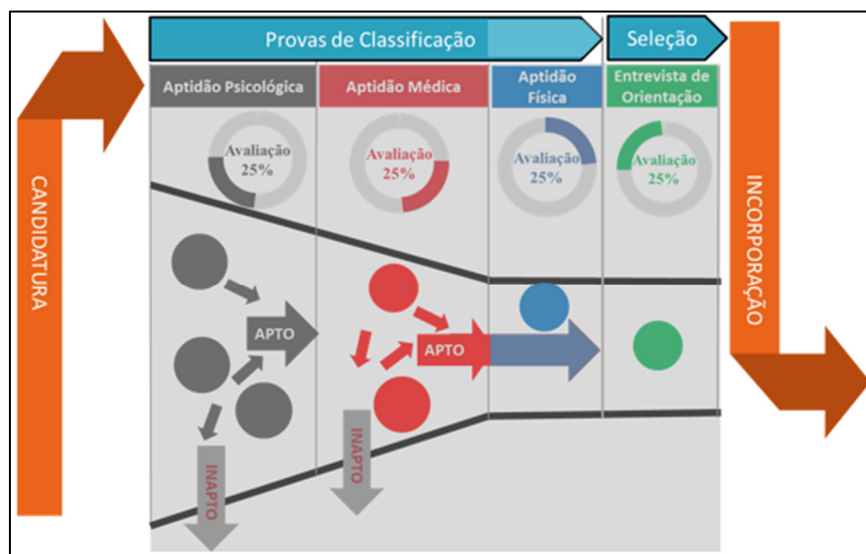 Provas de Classificação
Seleção
Aptidão Psicológica
Aptidão Médica
Aptidão
Física
Entrevista de
Orientação
Avaliação
25%
Avaliação
25%
Avaliação
25%
Avaliação
25%
CANDIDATURA
INCORPORAÇÃO
APTO
APTO
INAPTO
INAPTO